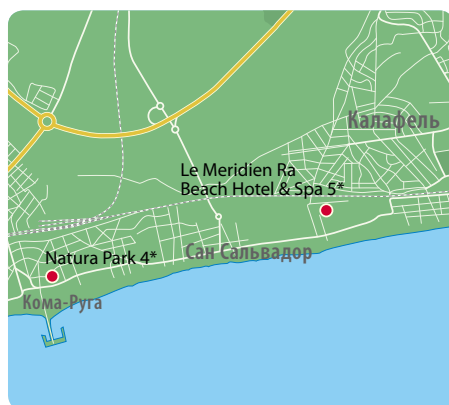 Калафель
Le Meridien Ra
Beach Hotel & Spa 5*
Сан Сальвадор
Natura Park 4*
Кома-Руга